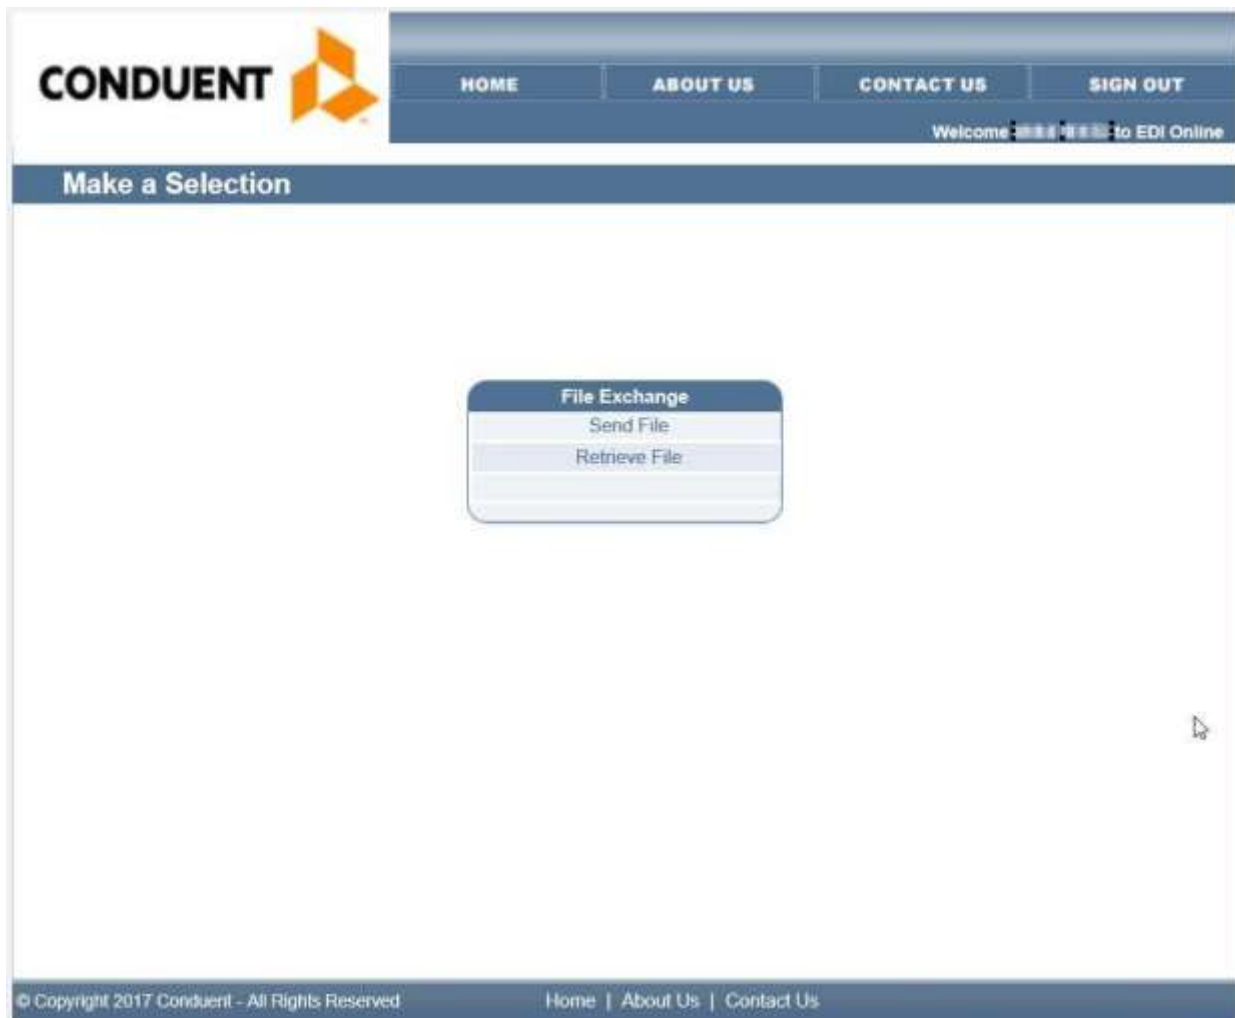 CONDUENT
HOME ABOUT US CONTACT US SIGN OUT
Welcome to EDI Online
Make a Selection
File Exchange
Send File
Retrieve File
© Copyright 2017 Conduent - All Rights Reserved Home | About Us | Contact Us